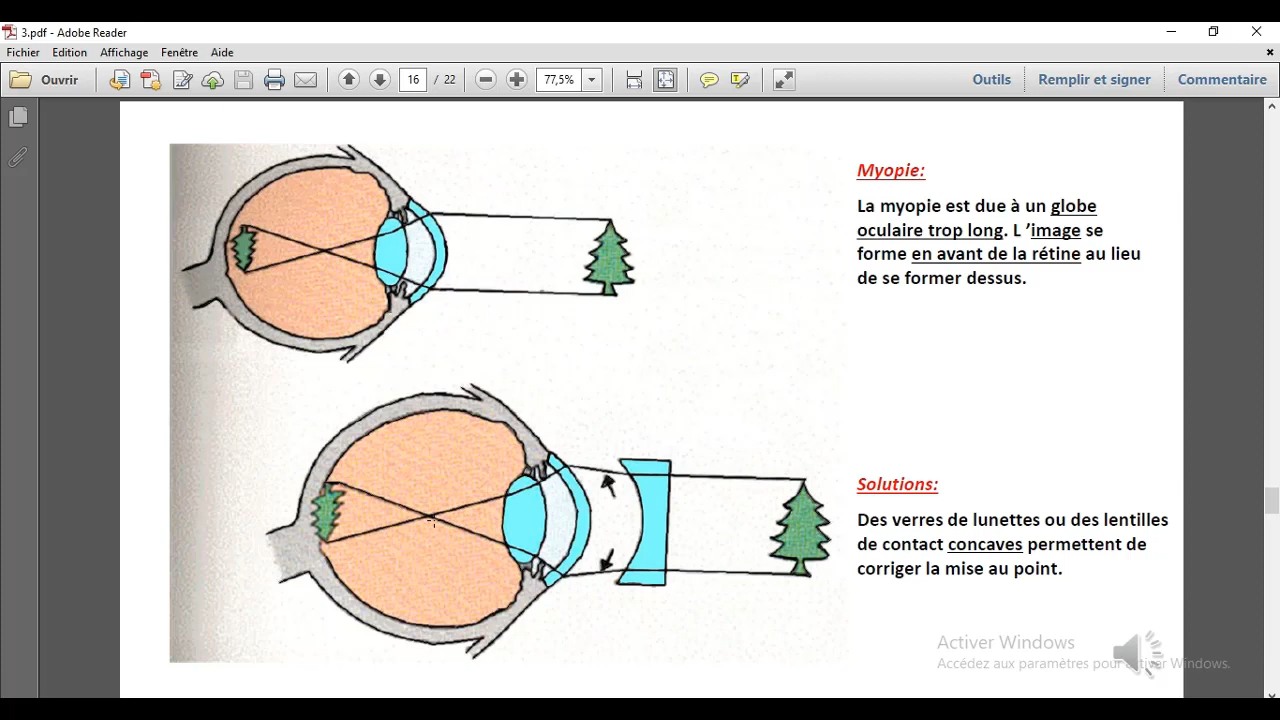 3.pdf - Adobe Reader
Fichier Edition Affichage Fenêtre Aide
Ouvrir 16 / 22 77,5% Outils Remplir et signer Commentaire
Myopie:
La myopie est due à un globe
oculaire trop long. L ’image se
forme en avant de la rétine au lieu
de se former dessus.
Solutions:
Des verres de lunettes ou des lentilles
de contact concaves permettent de
corriger la mise au point.
Activer Windows
Accédez aux paramètres pour activer Windows.